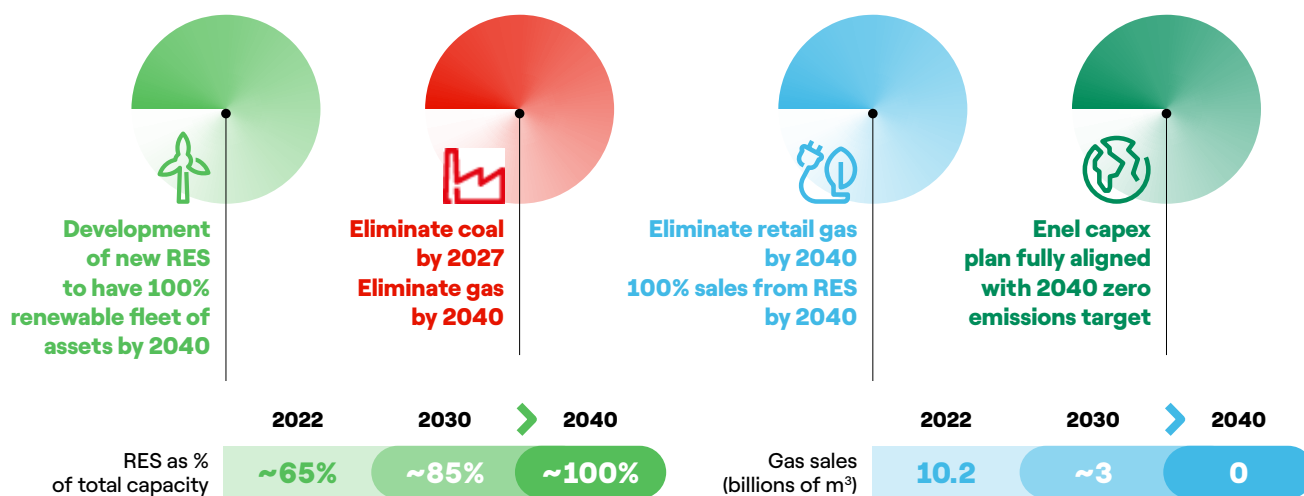 Development
of new RES
to have 100%
renewable fleet of
assets by 2040
Eliminate coal
by 2027
Eliminate gas
by 2040
Eliminate retail gas
by 2040
100% sales from RES
by 2040
Enel capex
plan fully aligned
with 2040 zero
emissions target
2022 2030 2040
RES as %
of total capacity
~65% ~85% ~100%
2022 2030 2040
Gas sales
(billions of m³)
10.2 ~3 0